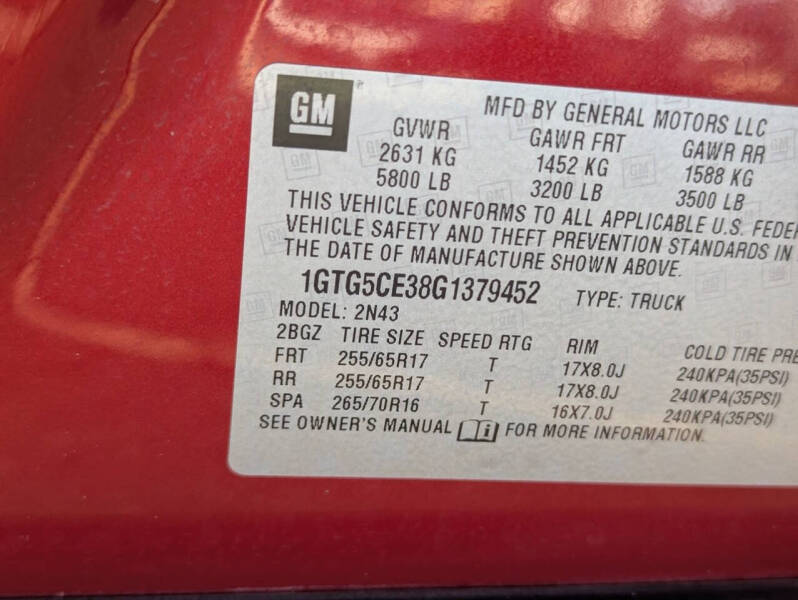 GM
MFD BY GENERAL MOTORS LLC
GVWR GAWR FRT GAWR RR
2631 KG 1452 KG 1588 KG
5800 LB 3200 LB 3500 LB
THIS VEHICLE CONFORMS TO ALL APPLICABLE U.S. FEDER
VEHICLE SAFETY AND THEFT PREVENTION STANDARDS IN
THE DATE OF MANUFACTURE SHOWN ABOVE.
1GTG5CE38G1379452 TYPE: TRUCK
MODEL: 2N43
2BGZ TIRE SIZE SPEED RTG RIM COLD TIRE PRE
FRT 255/65R17 T 17X8.0J 240KPA(35PSI)
RR 255/65R17 T 17X8.0J 240KPA(35PSI)
SPA 265/70R16 T 16X7.0J 240KPA(35PSI)
SEE OWNER'S MANUAL i FOR MORE INFORMATION.